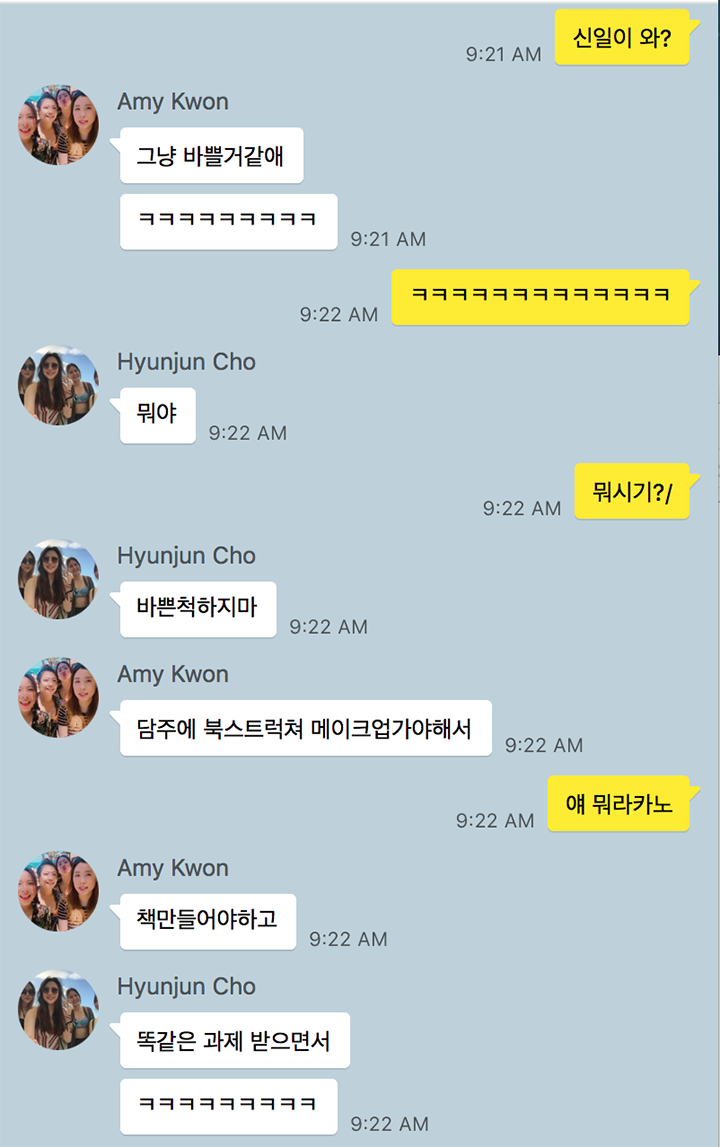 신일이 와?
9:21 AM
Amy Kwon
그냥 바쁠거같애
ㅋㅋㅋㅋㅋㅋㅋㅋㅋ
9:21 AM
ㅋㅋㅋㅋㅋㅋㅋㅋㅋㅋㅋㅋㅋ
9:22 AM
Hyunjun Cho
뭐야
9:22 AM
뭐시기?/
9:22 AM
Hyunjun Cho
바쁜척하지마
9:22 AM
Amy Kwon
담주에 북스트럭쳐 메이크업가야해서
9:22 AM
얘 뭐라카노
9:22 AM
Amy Kwon
책만들어야하고
9:22 AM
Hyunjun Cho
똑같은 과제 받으면서
ㅋㅋㅋㅋㅋㅋㅋㅋㅋ
9:22 AM